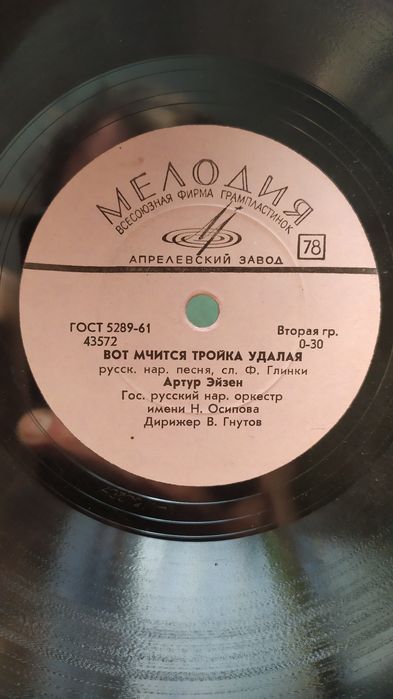 МЕЛОДИЯ
ВСЕСОЮЗНАЯ ФИРМА ГРАМПЛАСТИНОК
АПРЕЛЕВСКИЙ ЗАВОД
78
ГОСТ 5289-61
Вторая гр.
43572
0-30
ВОТ МЧИТСЯ ТРОЙКА УДАЛАЯ
русск. нар. песня, сл. Ф. Глинки
Артур Эйзен
Гос. русский нар. оркестр
имени Н. Осипова
Дирижер В. Гнутов